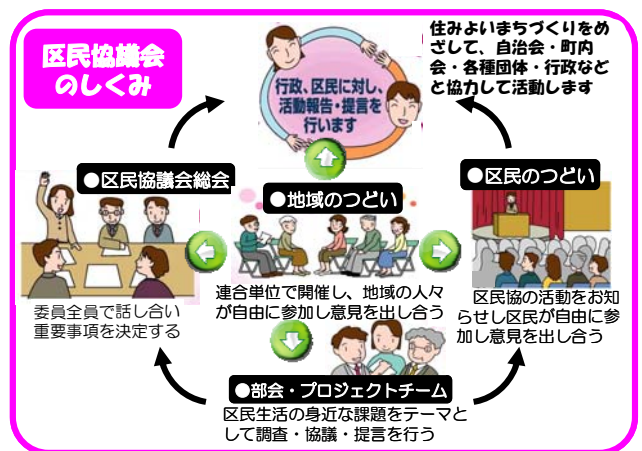 区民協議会
のしくみ
行政、区民に対し、
活動報告・提言を
行います
住みよいまちづくりをめ
ざして、自治会・町内
会・各種団体・行政など
と協力して活動します
●区民協議会総会
委員全員で話し合い
重要事項を決定する
●地域のつどい
連合単位で開催し、地域の人々
が自由に参加し意見を出し合う
●区民のつどい
区民協の活動をお知
らせし区民が自由に参
加し意見を出し合う
●部会・プロジェクトチーム
区民生活の身近な課題をテーマと
して調査・協議・提言を行う